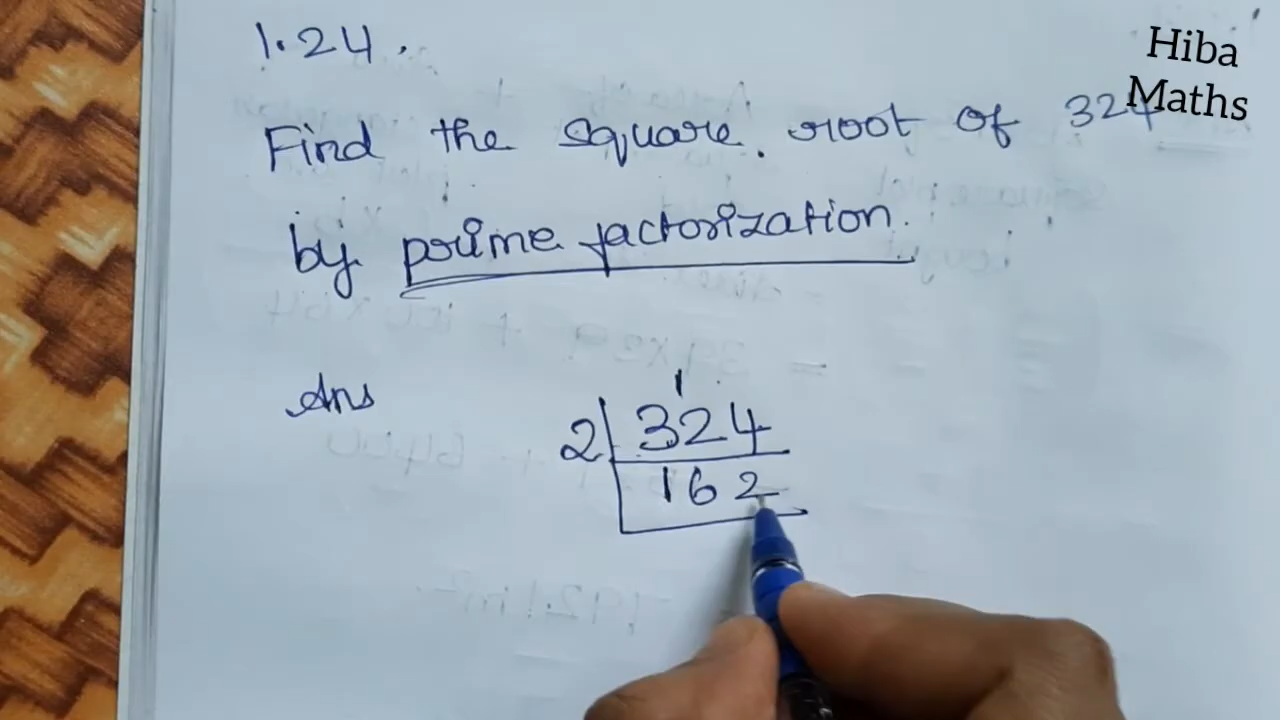 1.24.
Hiba
Maths
Find the square root of 324
by prime factorization.
Ans
1
2 324
162